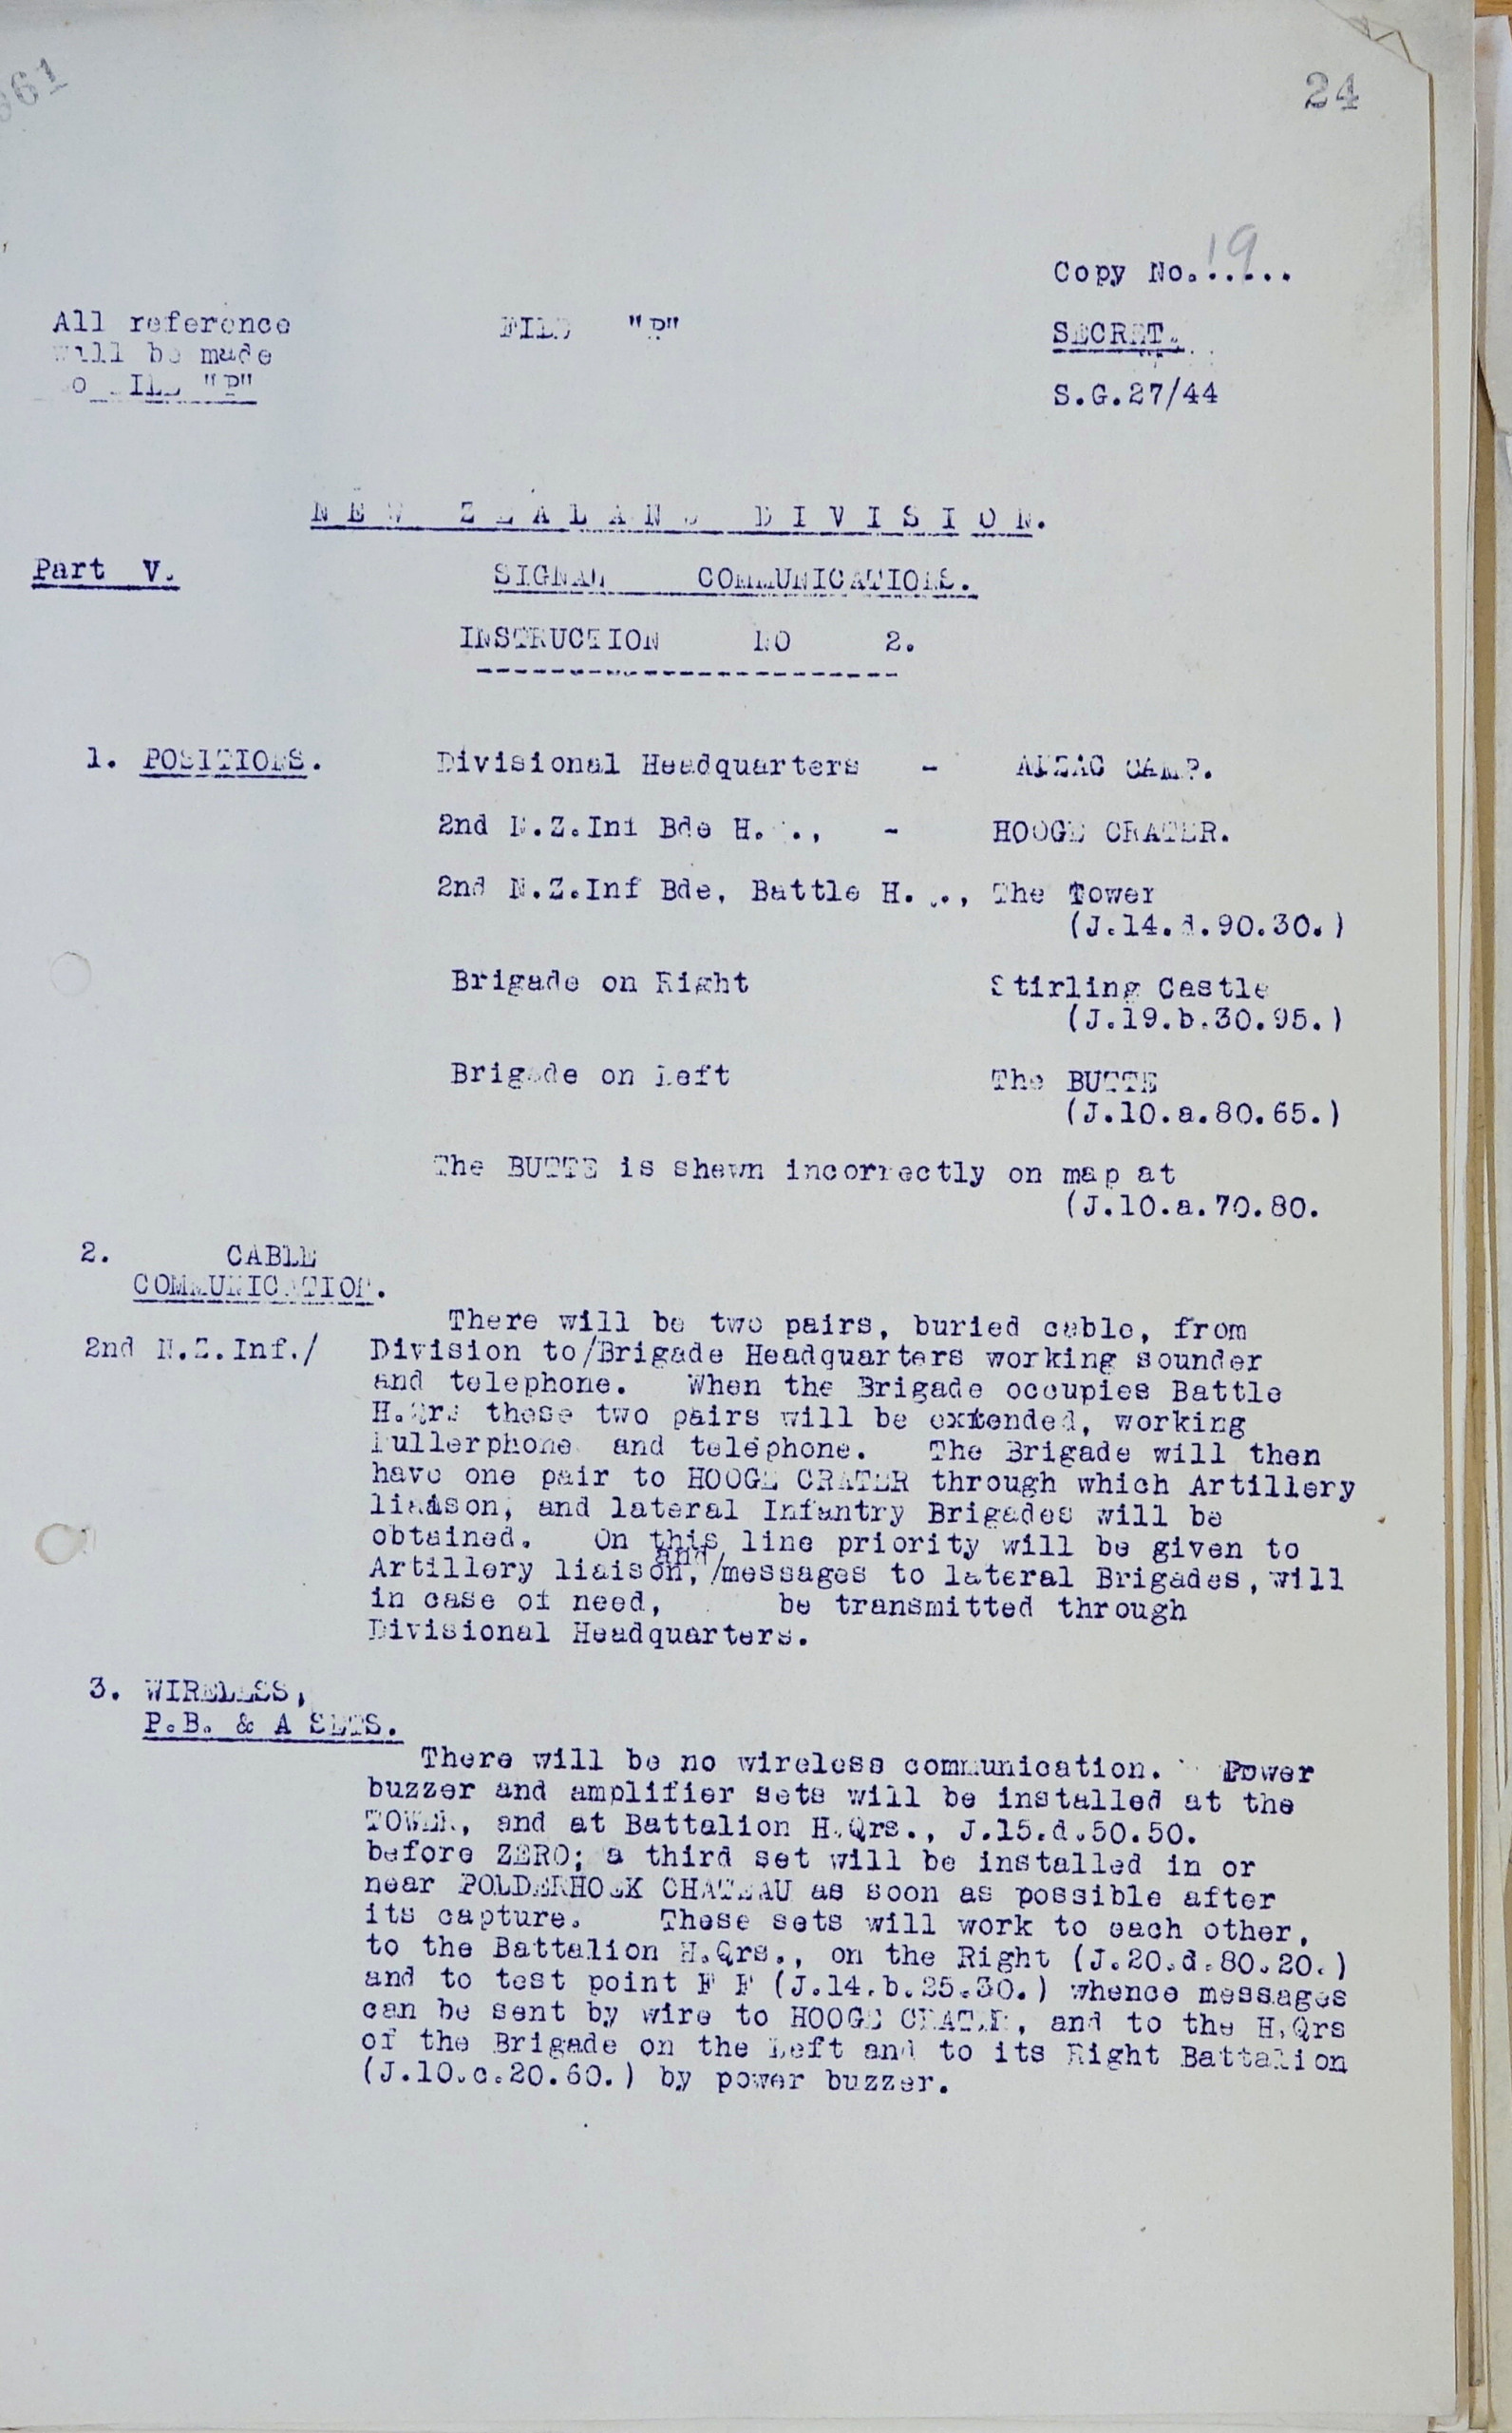 361
24
Copy No. 19.....
All reference
will be made
FILE "P"
SECRET.
to FILE "P"
S.G.27/44
NEW ZEALAND DIVISION.
Part V.
SIGNAL COMMUNICATIONS.
INSTRUCTION NO 2.
1. POSITIONS.
Divisional Headquarters - ANZAC CAMP.
2nd N.Z.Inf Bde H. ., - HOOGE CRATER.
2nd N.Z.Inf Bde, Battle H. ., The Tower
(J.14.d.90.30.)
Brigade on Right Stirling Castle
(J.19.b.30.95.)
Brigade on Left The BUTTE
(J.10.a.80.65.)
The BUTTE is shewn incorrectly on map at
(J.10.a.70.80.
2. CABLE
COMMUNICATION.
There will be two pairs, buried cable, from
2nd N.Z.Inf./ Division to/Brigade Headquarters working sounder
and telephone. When the Brigade occupies Battle
H.Qrs these two pairs will be extended, working
Fullerphone and telephone. The Brigade will then
have one pair to HOOGE CRATER through which Artillery
liaison, and lateral Infantry Brigades will be
obtained. On this line priority will be given to
and
Artillery liaison,/messages to lateral Brigades, will
in case of need, be transmitted through
Divisional Headquarters.
3. WIRELESS,
P.B. & A SETS.
There will be no wireless communication. Power
buzzer and amplifier sets will be installed at the
TOWER, and at Battalion H.Qrs., J.15.d.50.50.
before ZERO; a third set will be installed in or
near POLDERHOEK CHATEAU as soon as possible after
its capture. These sets will work to each other,
to the Battalion H.Qrs., on the Right (J.20.d.80.20.)
and to test point F F (J.14.b.25.30.) whence messages
can be sent by wire to HOOGE CRATER, and to the H.Qrs
of the Brigade on the Left and to its Right Battalion
(J.10.c.20.60.) by power buzzer.